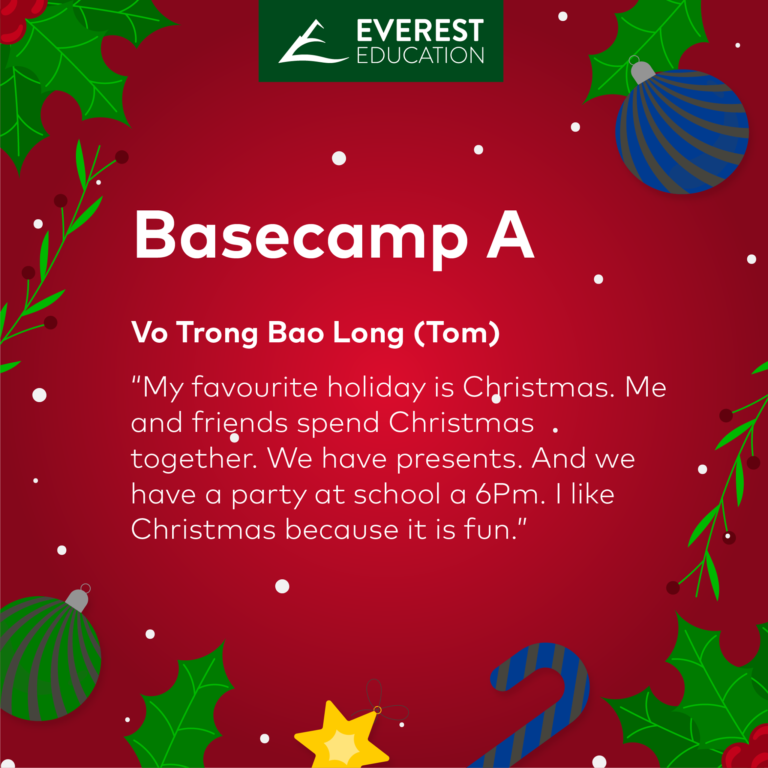 EVEREST
EDUCATION
Basecamp A
Vo Trong Bao Long (Tom)
“My favourite holiday is Christmas. Me
and friends spend Christmas
together. We have presents. And we
have a party at school a 6Pm. I like
Christmas because it is fun.”